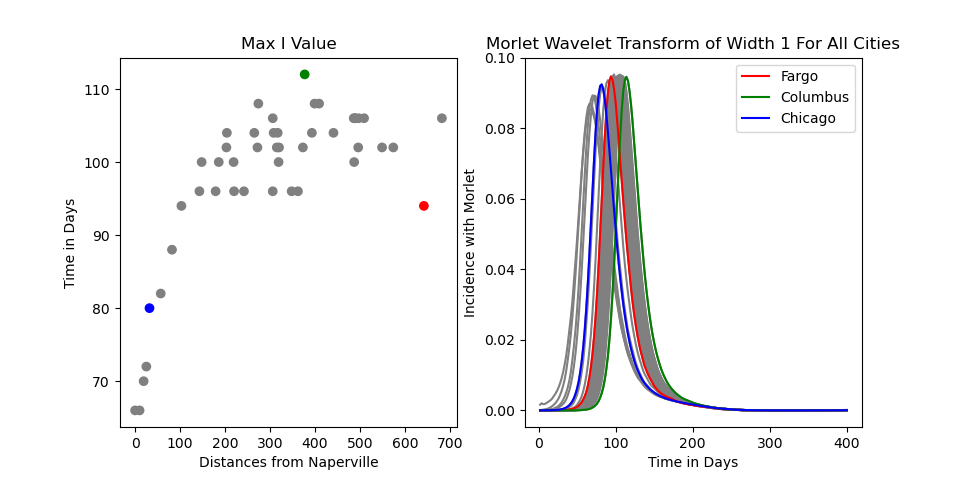 Max I Value
110
100
90
80
70
Time in Days
0 100 200 300 400 500 600 700
Distances from Naperville
Morlet Wavelet Transform of Width 1 For All Cities
0.10
0.08
0.06
0.04
0.02
0.00
Incidence with Morlet
Fargo
Columbus
Chicago
0 100 200 300 400
Time in Days